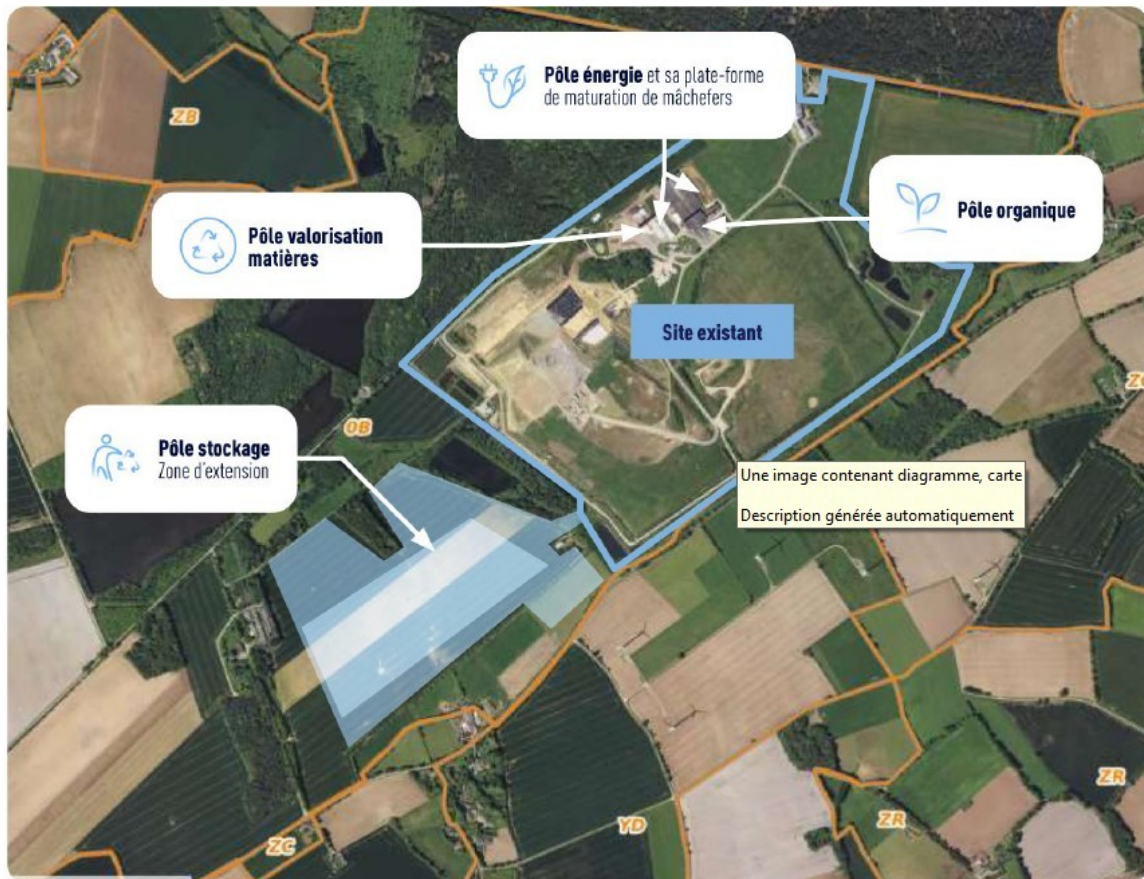 Pôle énergie et sa plate-forme
de maturation de mâchefers
ZB
Pôle valorisation
matières
Pôle organique
Site existant
OB
Pôle stockage
Zone d'extension
Une image contenant diagramme, carte
Description générée automatiquement
ZC
YD
ZR
ZR